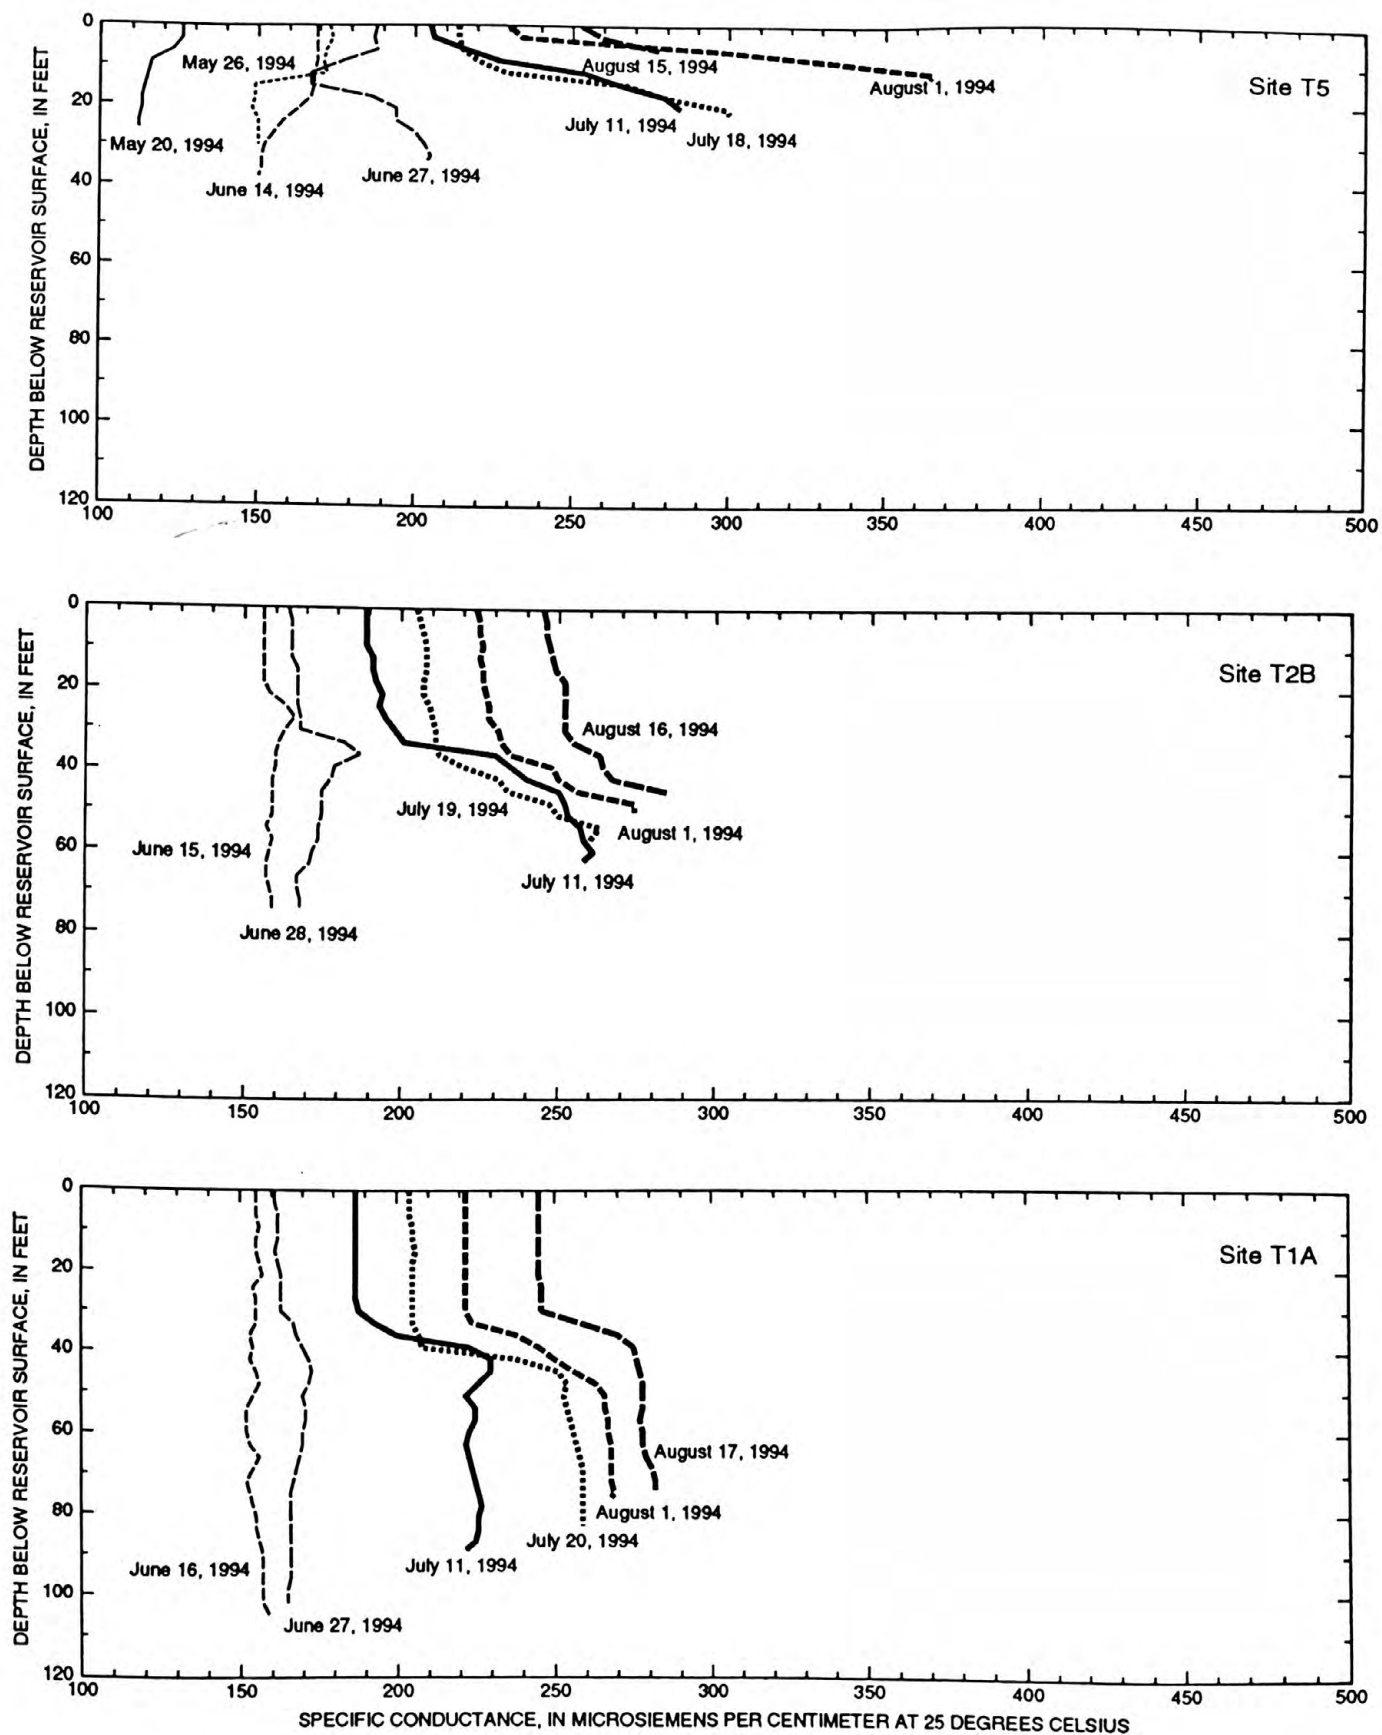 DEPTH BELOW RESERVOIR SURFACE, IN FEET
0
20
40
60
80
100
120
May 26, 1994
August 15, 1994
August 1, 1994
Site T5
May 20, 1994
July 11, 1994
July 18, 1994
June 14, 1994
June 27, 1994
100 150 200 250 300 350 400 450 500
DEPTH BELOW RESERVOIR SURFACE, IN FEET
0
20
40
60
80
100
120
Site T2B
August 16, 1994
July 19, 1994
August 1, 1994
June 15, 1994
July 11, 1994
June 28, 1994
100 150 200 250 300 350 400 450 500
DEPTH BELOW RESERVOIR SURFACE, IN FEET
0
20
40
60
80
100
120
Site T1A
August 17, 1994
August 1, 1994
July 20, 1994
June 16, 1994
July 11, 1994
June 27, 1994
100 150 200 250 300 350 400 450 500
SPECIFIC CONDUCTANCE, IN MICROSIEMENS PER CENTIMETER AT 25 DEGREES CELSIUS